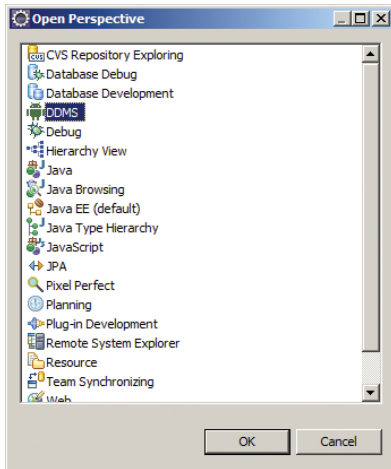 Open Perspective
CVS Repository Exploring
Database Debug
Database Development
DDMS
Debug
Hierarchy View
Java
Java Browsing
Java EE (default)
Java Type Hierarchy
JavaScript
JPA
Pixel Perfect
Planning
Plug-in Development
Remote System Explorer
Resource
Team Synchronizing
Web
OK Cancel